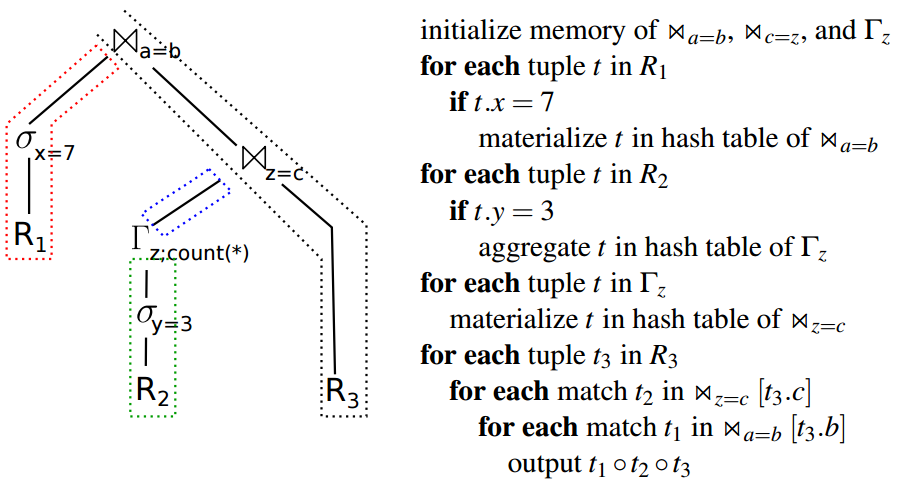 ⋈a=b
σx=7
⋈z=c
R1
Γz;count(*)
σy=3
R2
R3
initialize memory of ⋈a=b, ⋈c=z, and Γz
for each tuple t in R1
if t.x = 7
materialize t in hash table of ⋈a=b
for each tuple t in R2
if t.y = 3
aggregate t in hash table of Γz
for each tuple t in Γz
materialize t in hash table of ⋈z=c
for each tuple t3 in R3
for each match t2 in ⋈z=c [t3.c]
for each match t1 in ⋈a=b [t3.b]
output t1 ∘ t2 ∘ t3